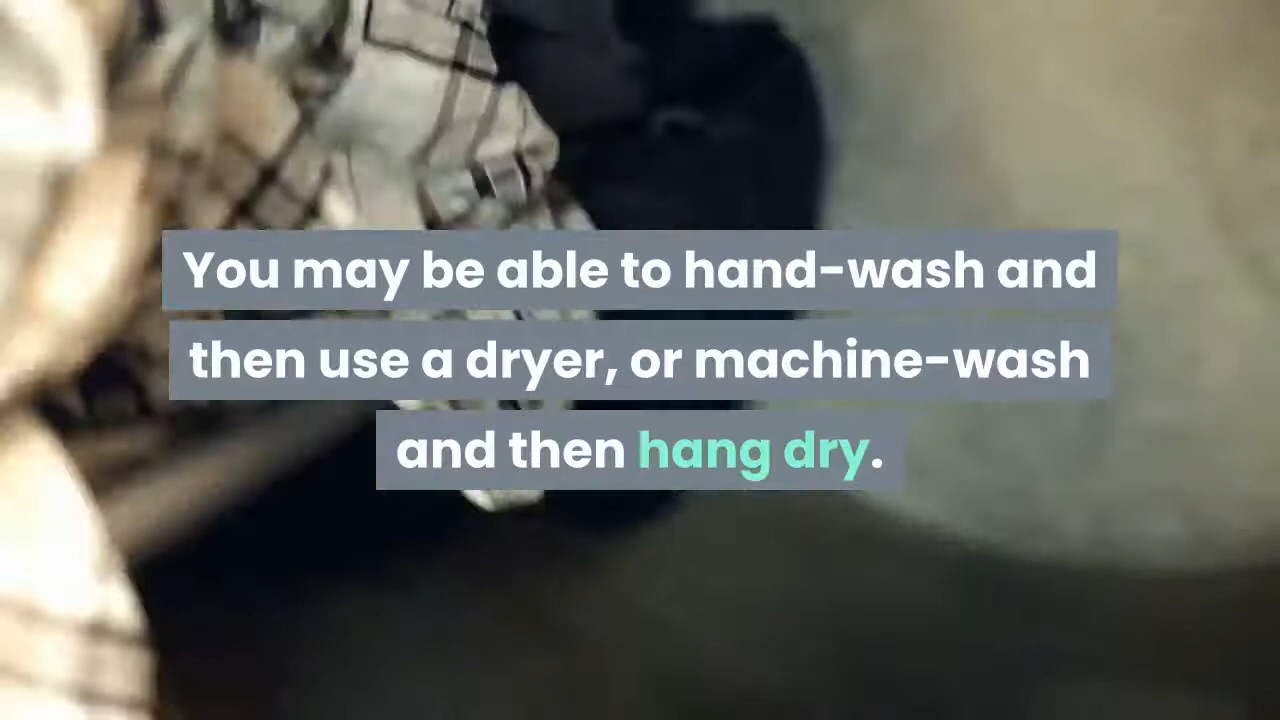 You may be able to hand-wash and
then use a dryer, or machine-wash
and then hang dry.